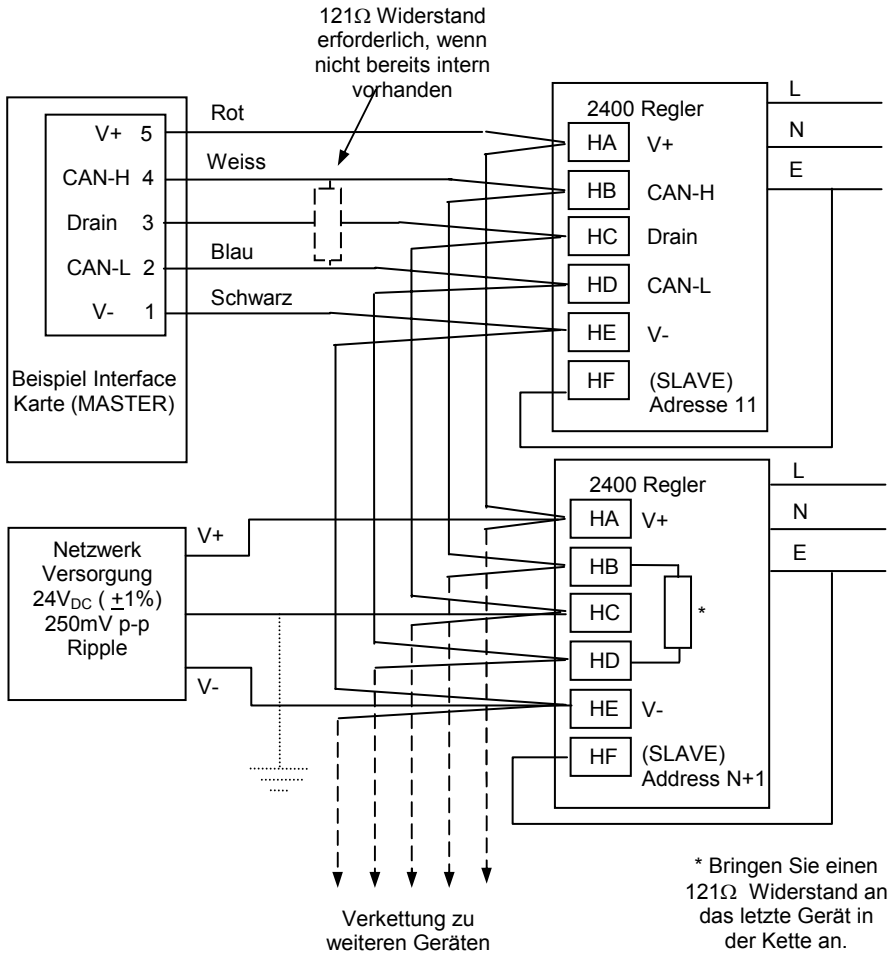 121Ω Widerstand
erforderlich, wenn
nicht bereits intern
vorhanden
V+ 5
CAN-H 4
Drain 3
CAN-L 2
V- 1
Beispiel Interface
Karte (MASTER)
Rot
Weiss
Blau
Schwarz
2400 Regler
HA V+
HB CAN-H
HC Drain
HD CAN-L
HE V-
HF (SLAVE)
Adresse 11
L
N
E
Netzwerk
Versorgung
24VDC ( ±1%)
250mV p-p
Ripple
V+
V-
2400 Regler
HA V+
HB
HC
*
HD
HE V-
HF (SLAVE)
Address N+1
L
N
E
Verkettung zu
weiteren Geräten
* Bringen Sie einen
121Ω Widerstand an
das letzte Gerät in
der Kette an.